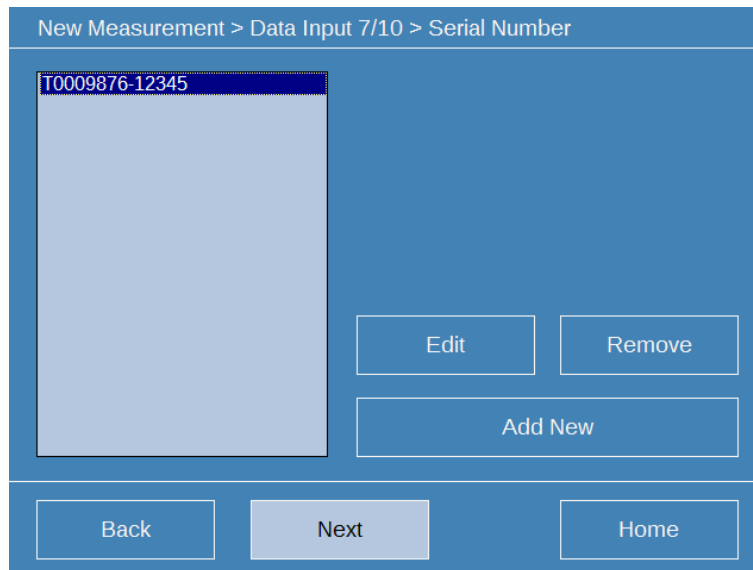 New Measurement > Data Input 7/10 > Serial Number
T0009876-12345
Edit
Remove
Add New
Back
Next
Home